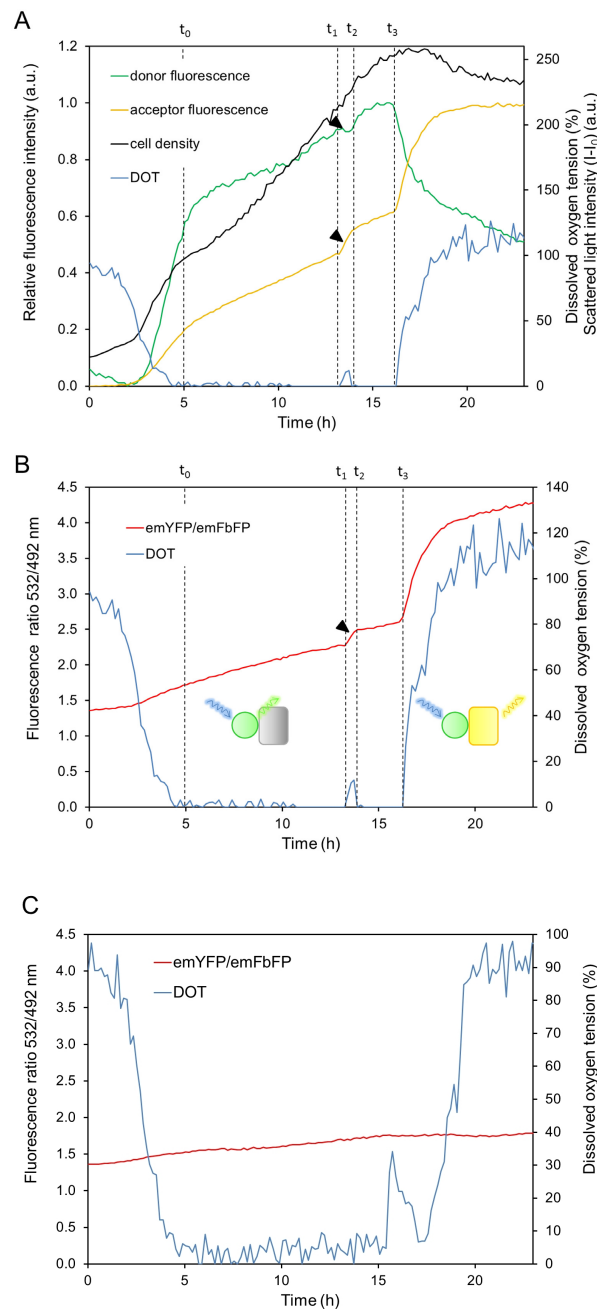 A
t0 t1 t2 t3
Relative fluorescence intensity (a.u.)
1.2
1.0
0.8
0.6
0.4
0.2
0.0
donor fluorescence
acceptor fluorescence
cell density
DOT
250
200
150
100
50
0
Dissolved oxygen tension (%)
Scattered light intensity (I-I0) (a.u.)
0 5 10 15 20
Time (h)
B
t0 t1 t2 t3
Fluorescence ratio 532/492 nm
4.5
4.0
3.5
3.0
2.5
2.0
1.5
1.0
0.5
0.0
emYFP/emFbFP
DOT
140
120
100
80
60
40
20
0
Dissolved oxygen tension (%)
0 5 10 15 20
Time (h)
C
Fluorescence ratio 532/492 nm
4.5
4.0
3.5
3.0
2.5
2.0
1.5
1.0
0.5
0.0
emYFP/emFbFP
DOT
100
90
80
70
60
50
40
30
20
10
0
Dissolved oxygen tension (%)
0 5 10 15 20
Time (h)